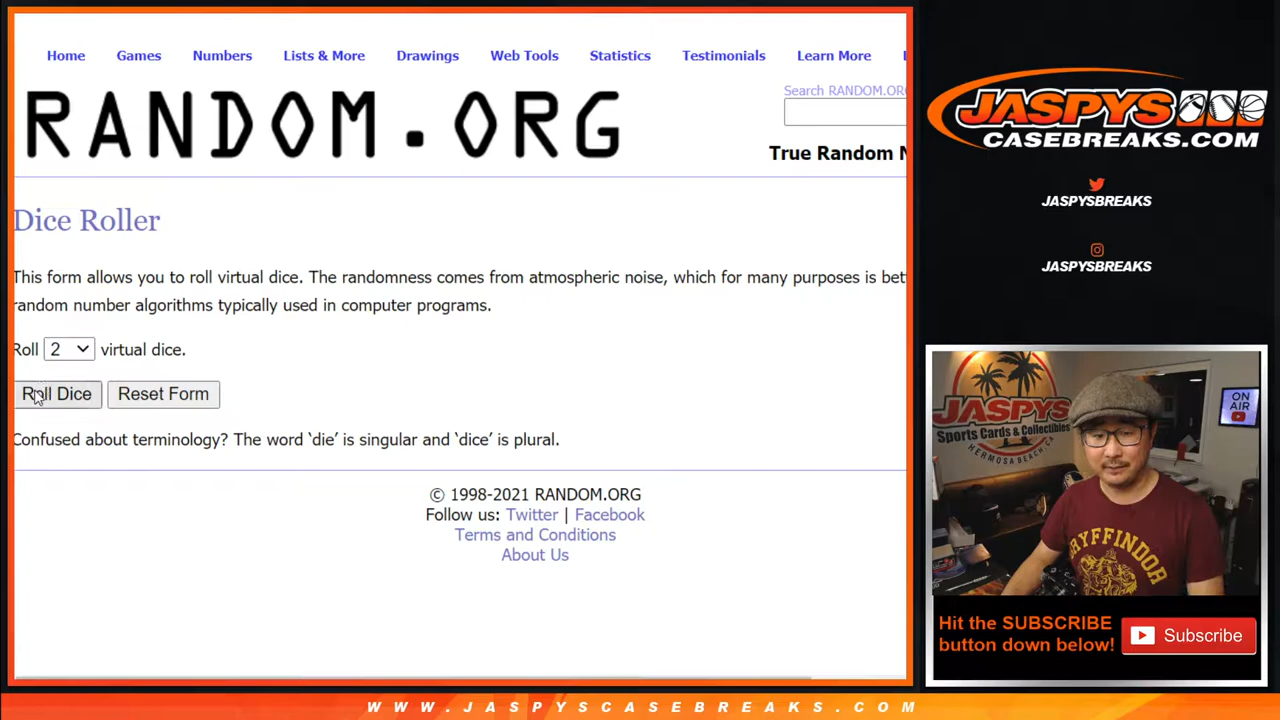 Home Games Numbers Lists & More Drawings Web Tools Statistics Testimonials Learn More
RANDOM.ORG
Search RANDOM.ORG
True Random N
Dice Roller
This form allows you to roll virtual dice. The randomness comes from atmospheric noise, which for many purposes is bet
random number algorithms typically used in computer programs.
Roll 2 virtual dice.
Roll Dice Reset Form
Confused about terminology? The word ‘die’ is singular and ‘dice’ is plural.
© 1998-2021 RANDOM.ORG
Follow us: Twitter | Facebook
Terms and Conditions
About Us
JASPYS
CASEBREAKS.COM
JASPYSBREAKS
JASPYSBREAKS
JASPYS
Sports Cards & Collectibles
HERMOSA BEACH, CA
ON
AIR
GRYFFINDOR
Hit the SUBSCRIBE
button down below!
Subscribe
WWW.JASPYSCASEBREAKS.COM